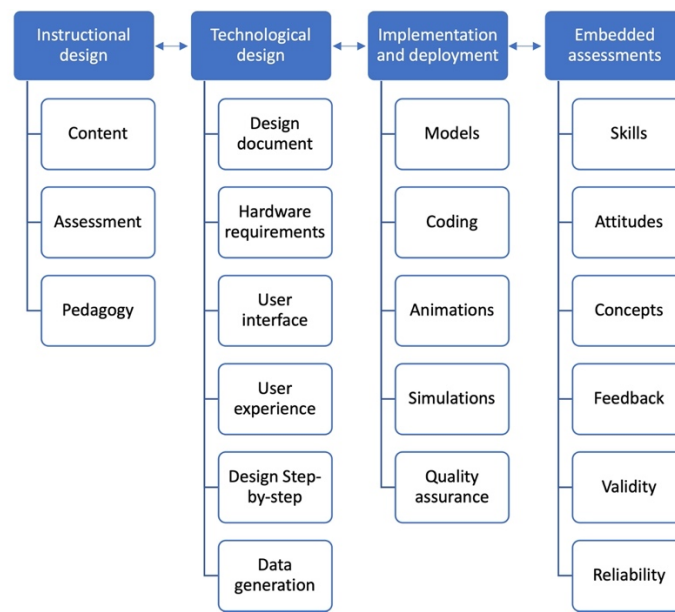 Instructional
design
Technological
design
Implementation
and deployment
Embedded
assessments
Content
Assessment
Pedagogy
Design
document
Hardware
requirements
User
interface
User
experience
Design Step-
by-step
Data
generation
Models
Coding
Animations
Simulations
Quality
assurance
Skills
Attitudes
Concepts
Feedback
Validity
Reliability